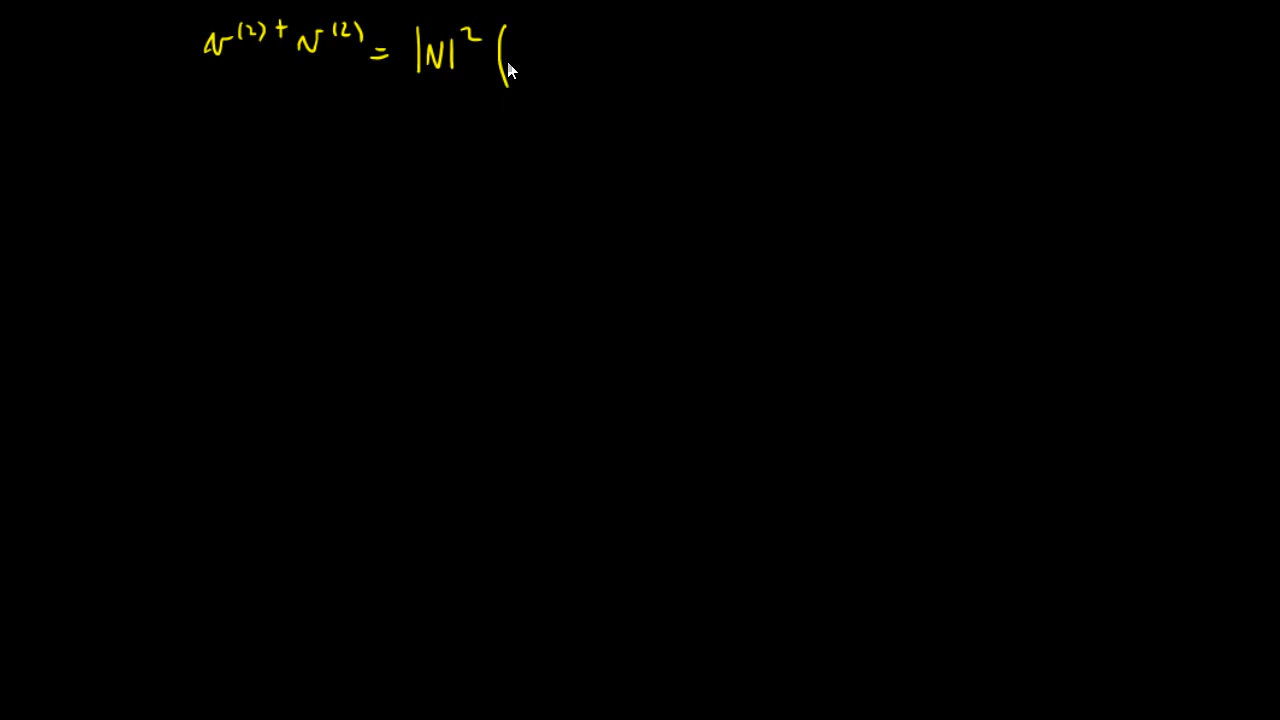 v⁽²⁾† v⁽²⁾ = |N|² (